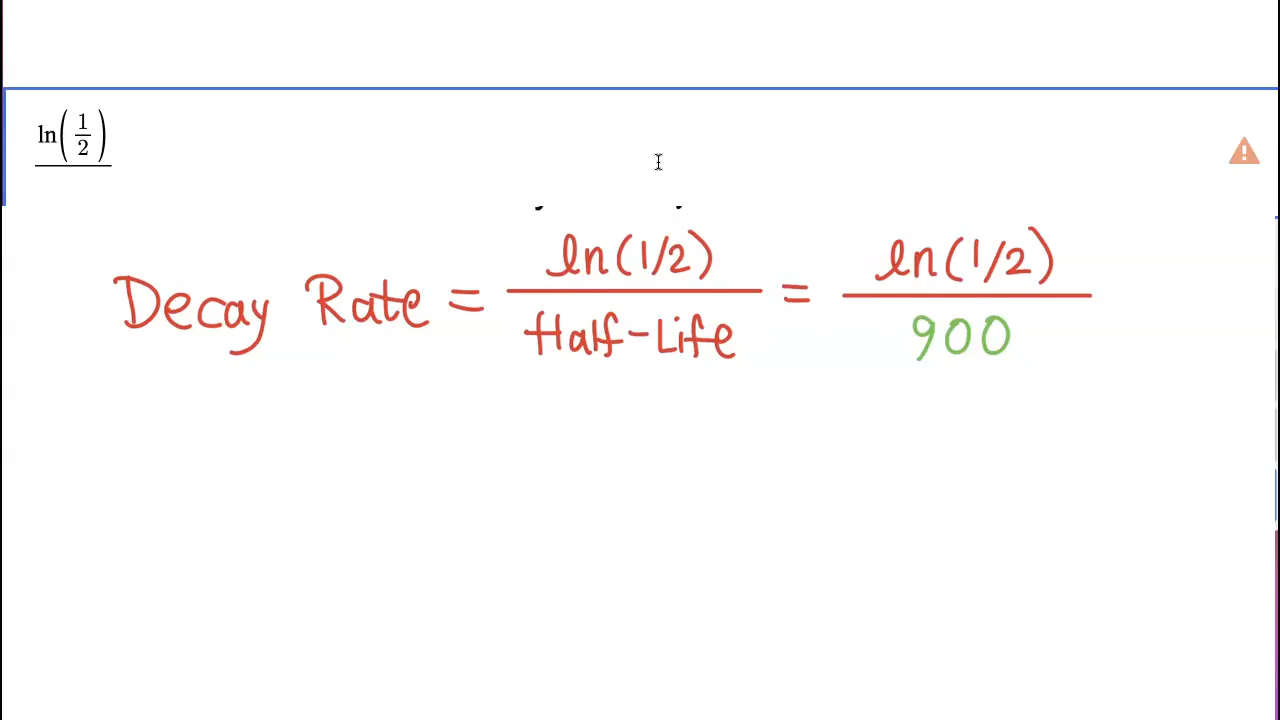 ln(1/2)
Decay Rate = ln(1/2) / Half-Life = ln(1/2) / 900